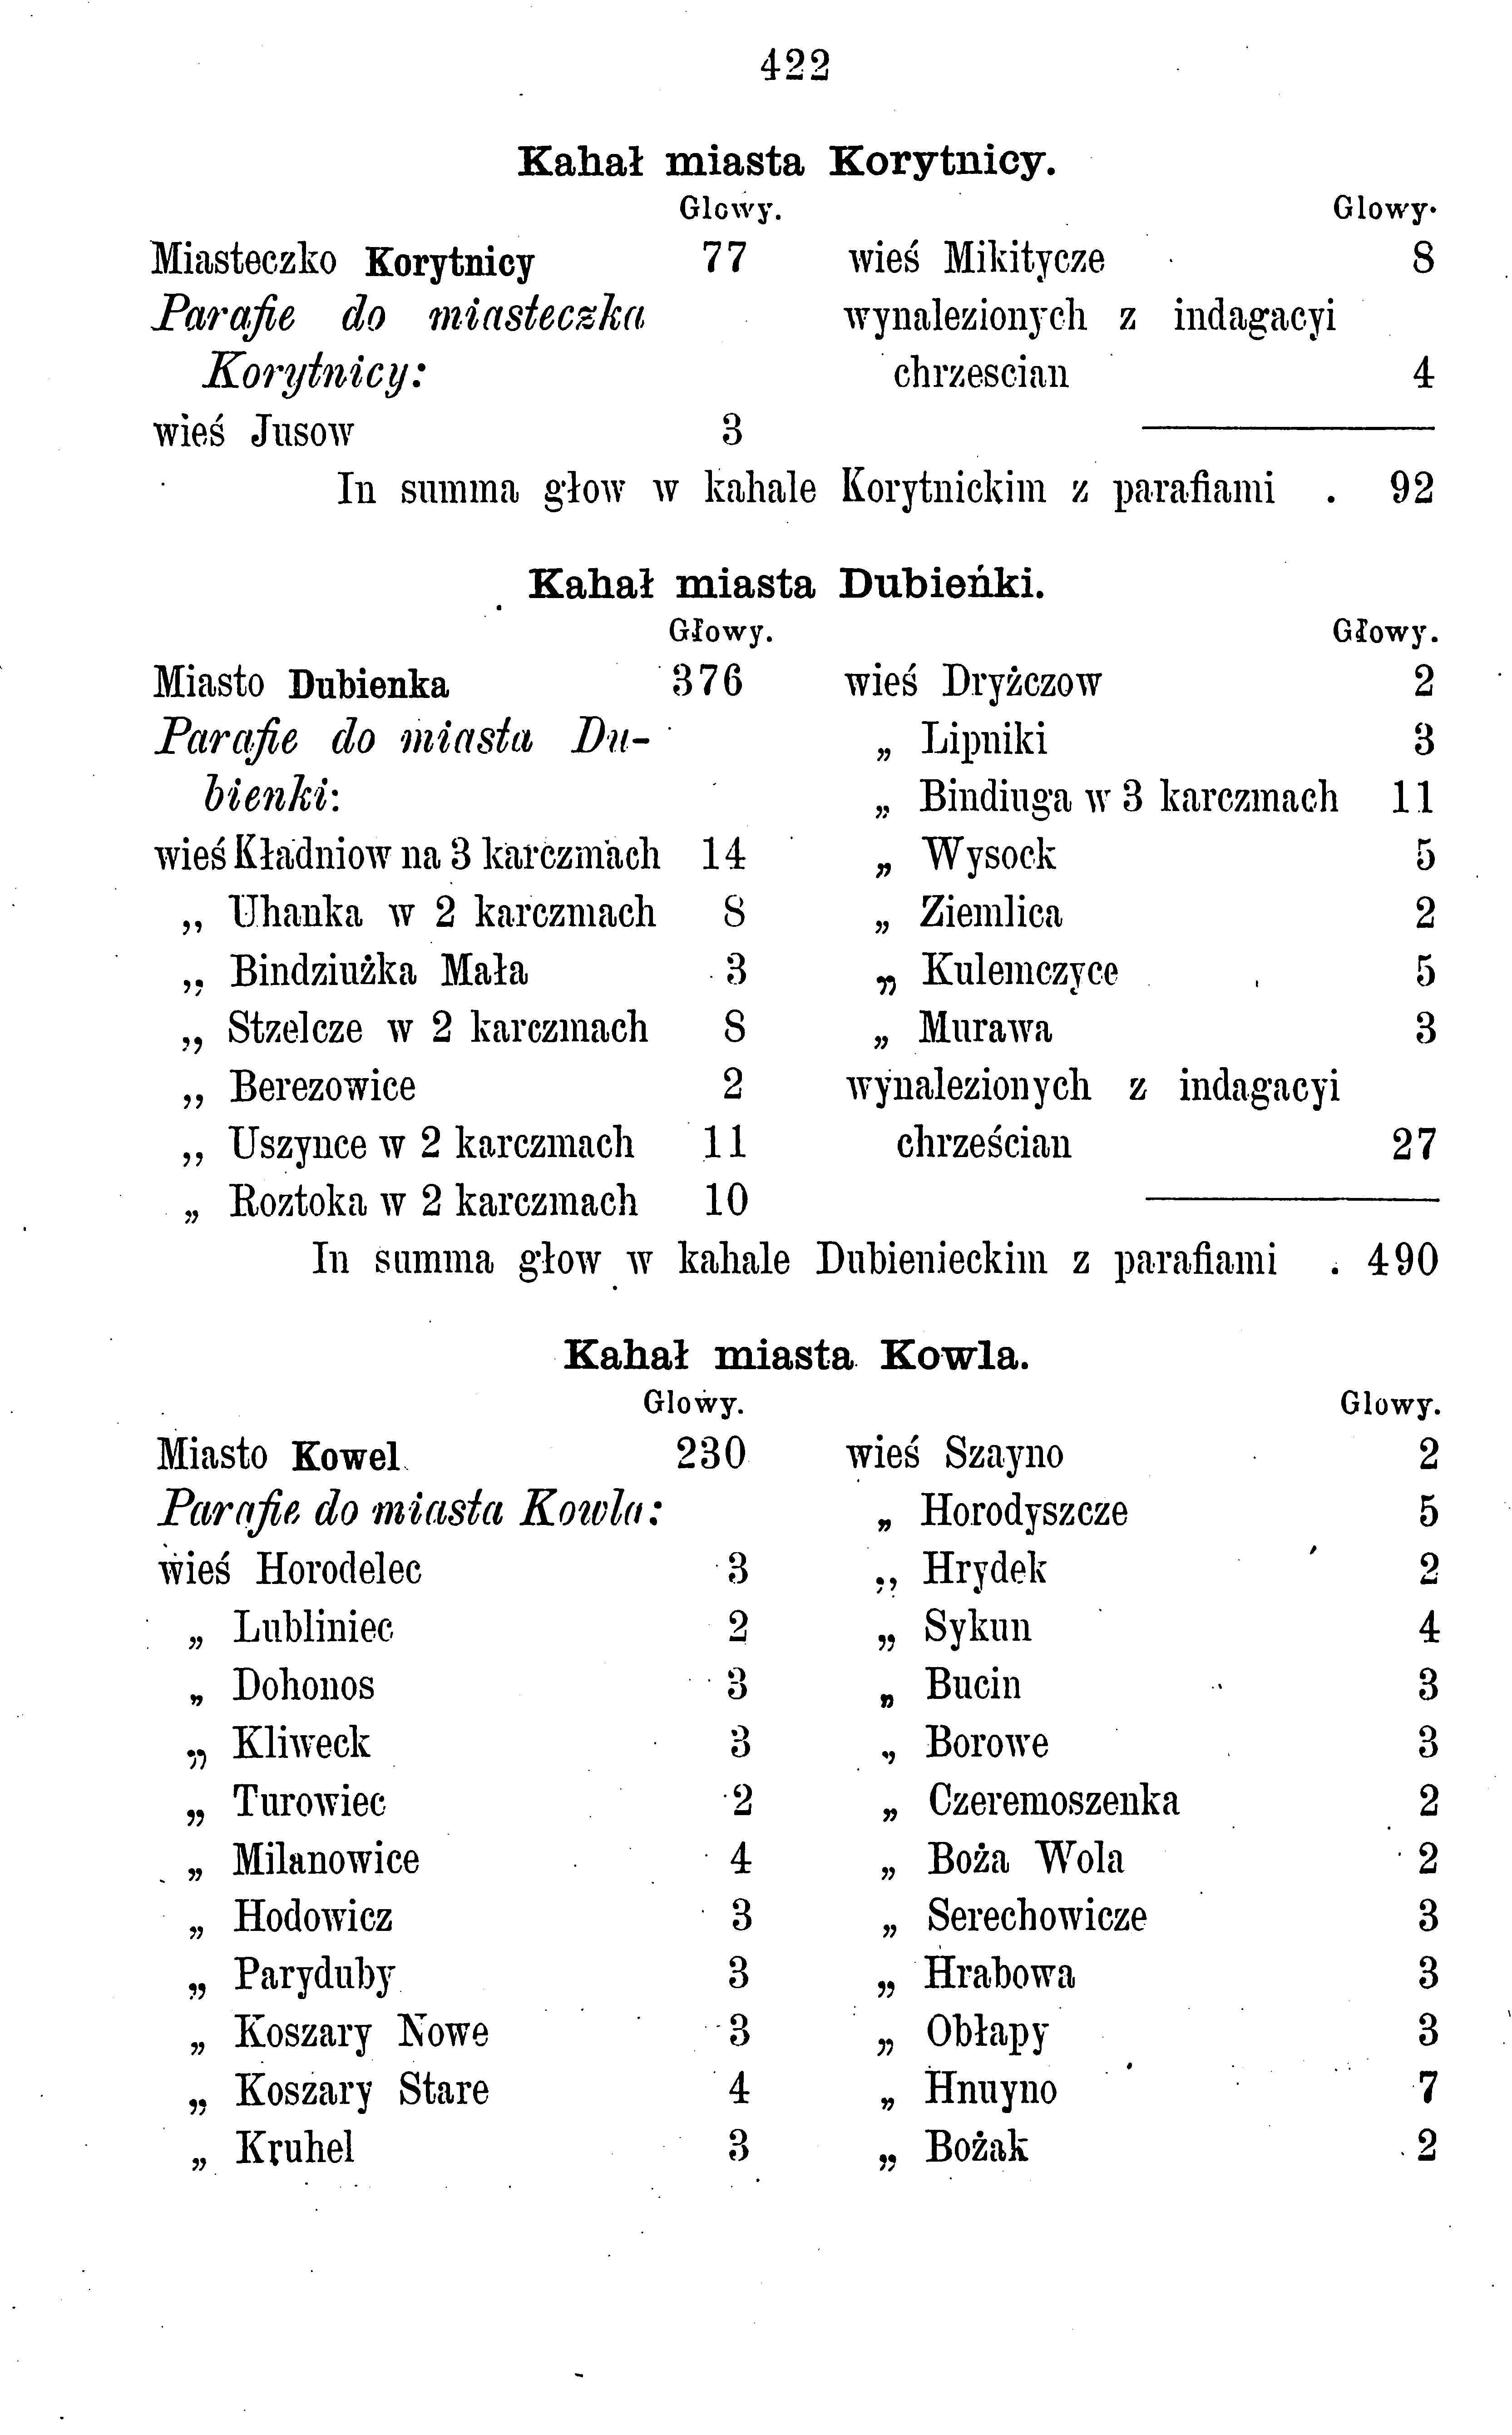 422
Kahał miasta Korytnicy.
Glowy.
Miasteczko Korytnicy 77
Parafie do miasteczka
Korytnicy:
wieś Jusow 3
Glowy.
wieś Mikitycze 8
wynalezionych z indagacyi
chrzescian 4
In summa głow w kahale Korytnickim z parafiami . 92
Kahał miasta Dubieńki.
Głowy.
Miasto Dubienka 376
Parafie do miasta Du-
bienki:
wieś Kładniow na 3 karczmach 14
,, Uhanka w 2 karczmach 8
,, Bindziużka Mała 3
,, Stzelcze w 2 karczmach 8
,, Berezowice 2
,, Uszynce w 2 karczmach 11
„ Roztoka w 2 karczmach 10
Głowy.
wieś Dryżczow 2
„ Lipniki 3
„ Bindiuga w 3 karczmach 11
„ Wysock 5
„ Ziemlica 2
„ Kulemczyce 5
„ Murawa 3
wynalezionych z indagacyi
chrześcian 27
In summa głow w kahale Dubienieckim z parafiami . 490
Kahał miasta Kowla.
Glowy.
Miasto Kowel 230
Parafie do miasta Kowla:
wieś Horodelec 3
„ Lubliniec 2
„ Dohonos 3
„ Kliweck 3
„ Turowiec 2
„ Milanowice 4
„ Hodowicz 3
„ Paryduby 3
„ Koszary Nowe 3
„ Koszary Stare 4
„ Kruhel 3
Glowy.
wieś Szayno 2
„ Horodyszcze 5
,, Hrydek 2
„ Sykun 4
„ Bucin 3
„ Borowe 3
„ Czeremoszenka 2
„ Boża Wola 2
„ Serechowicze 3
„ Hrabowa 3
„ Obłapy 3
„ Hnuyno 7
„ Bożak 2